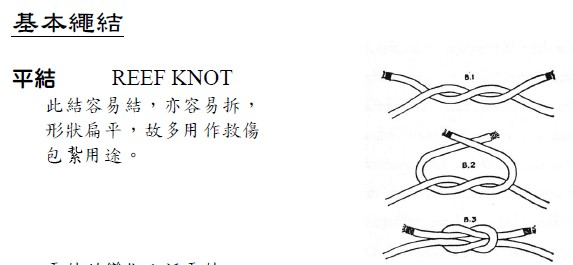 基本繩結
平結 REEF KNOT
此結容易結，亦容易拆，
形狀扁平，故多用作救傷
包紮用途。
B.1
B.2
B.3